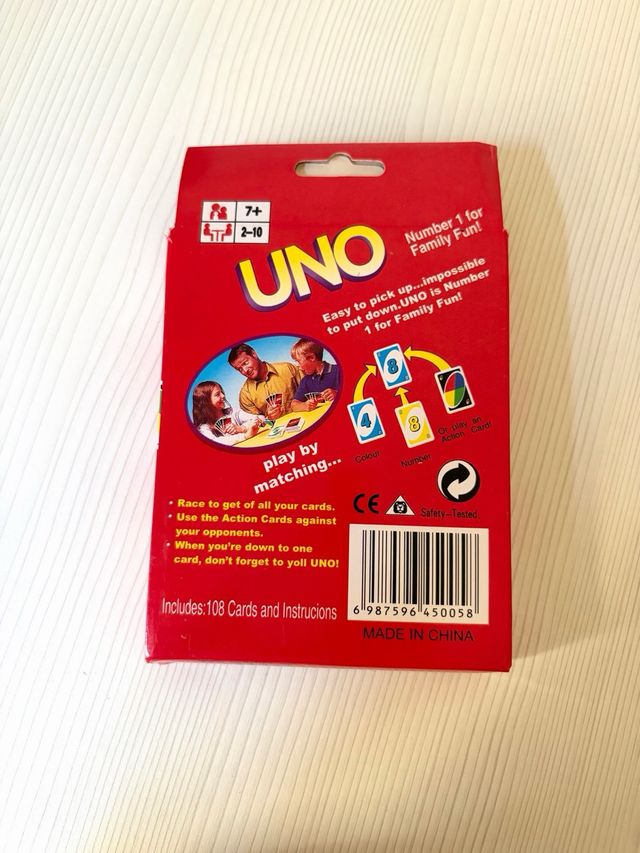 7+
2-10
UNO
Number 1 for
Family Fun!
Easy to pick up...impossible
to put down.UNO is Number
1 for Family Fun!
8
4
8
Colour
Number
Or play an
Action Card!
play by
matching...
• Race to get of all your cards.
• Use the Action Cards against
your opponents.
• When you're down to one
card, don't forget to yoll UNO!
CE
Safety-Tested
6 987596 450058
Includes:108 Cards and Instrucions
MADE IN CHINA